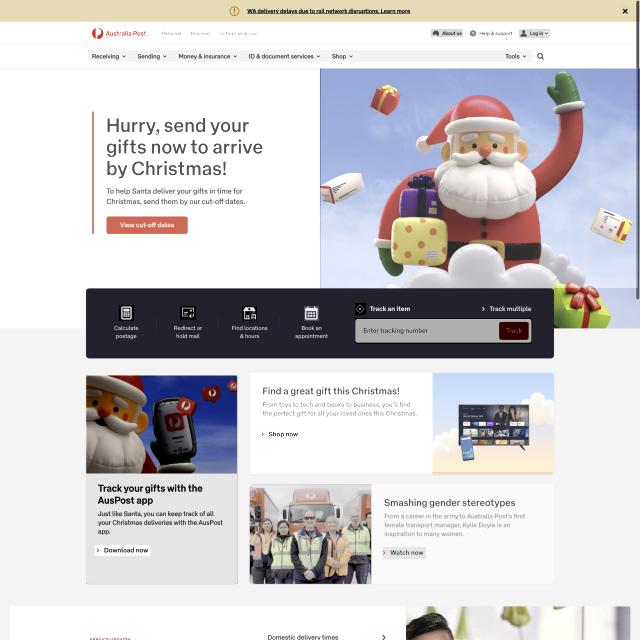 WA delivery delays due to rail network disruptions. Learn more
Australia Post
Personal
Business
About us
Help & support
Log in
Receiving
Sending
Money & insurance
ID & document services
Shop
Tools
Hurry, send your
gifts now to arrive
by Christmas!
To help Santa deliver your gifts in time for
Christmas, send them by our cut-off dates.
View cut-off dates
Calculate
postage
Redirect or
hold mail
Find locations
& hours
Book an
appointment
Track an item
Track multiple
Enter tracking number
Track
Track your gifts with the
AusPost app
Just like Santa, you can keep track of all
your Christmas deliveries with the AusPost
app.
Download now
Find a great gift this Christmas!
From toys to tech and books to business, you'll find
the perfect gift for all your loved ones this Christmas.
Shop now
Smashing gender stereotypes
From a career in the army to Australia Post's first
female transport manager, Kylie Doyle is an
inspiration to many women.
Watch now
SERVICE UPDATES
Domestic delivery times